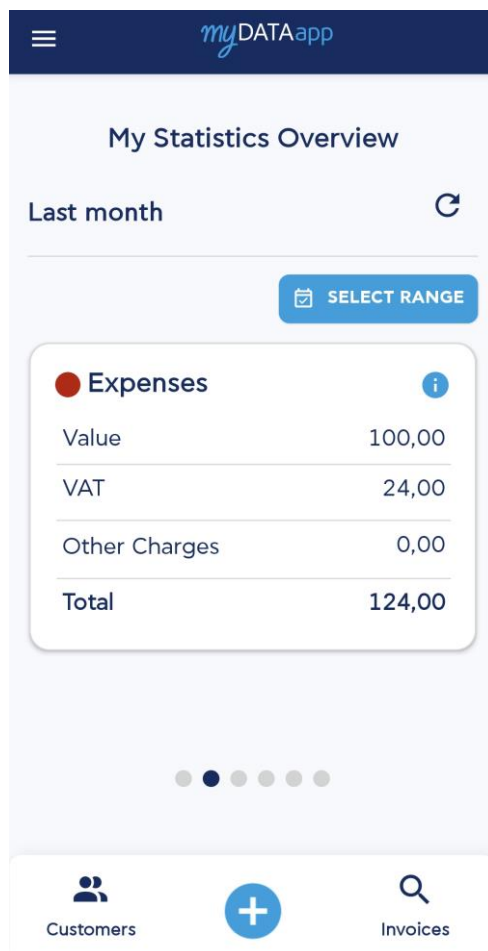 myDATAapp
My Statistics Overview
Last month
SELECT RANGE
Expenses
Value 100,00
VAT 24,00
Other Charges 0,00
Total 124,00
Customers
Invoices